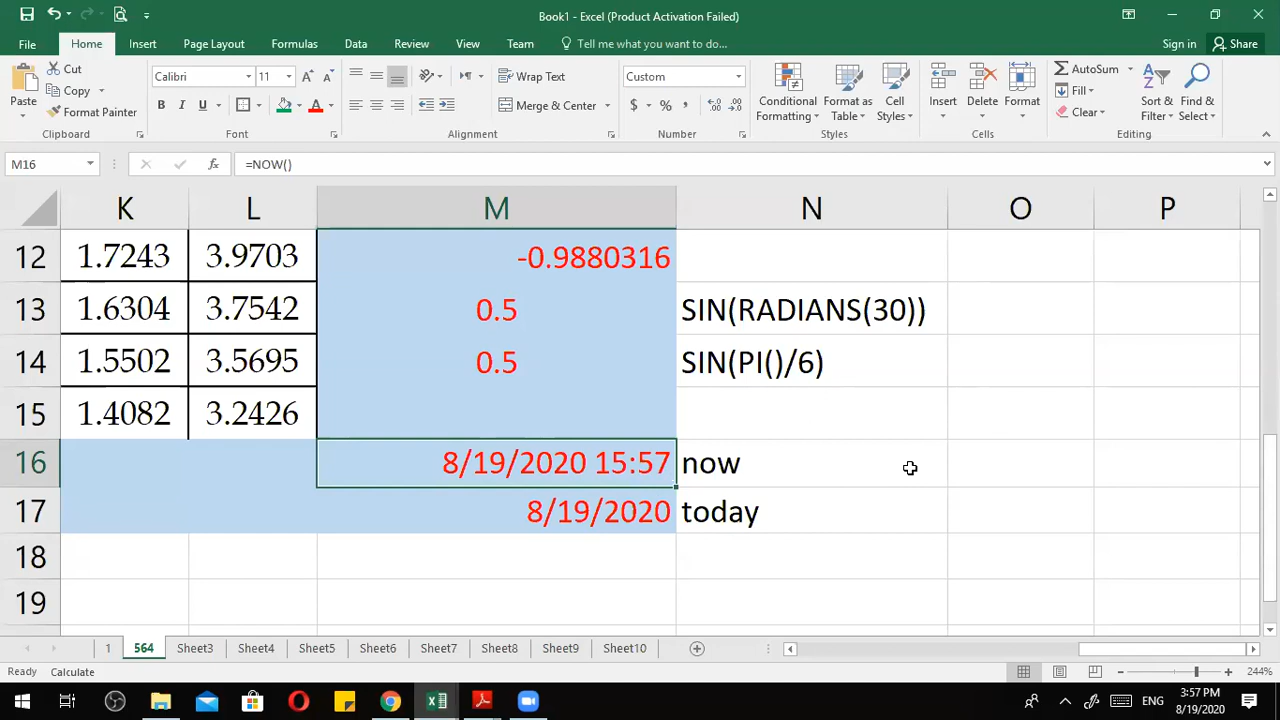 Book1 - Excel (Product Activation Failed)
File Home Insert Page Layout Formulas Data Review View Team Tell me what you want to do... Sign in Share
Paste
Cut
Copy
Format Painter
Clipboard
Calibri 11
B I U
Font
Wrap Text
Merge & Center
Alignment
Custom
$ % ,
Number
Conditional Formatting
Format as Table
Cell Styles
Styles
Insert Delete Format
Cells
AutoSum
Fill
Clear
Sort & Filter
Find & Select
Editing
M16 fx =NOW()
K L M N O P
12 1.7243 3.9703 -0.9880316
13 1.6304 3.7542 0.5 SIN(RADIANS(30))
14 1.5502 3.5695 0.5 SIN(PI()/6)
15 1.4082 3.2426
16 8/19/2020 15:57 now
17 8/19/2020 today
18
19
1 564 Sheet3 Sheet4 Sheet5 Sheet6 Sheet7 Sheet8 Sheet9 Sheet10
Ready Calculate 244%
ENG 3:57 PM
8/19/2020